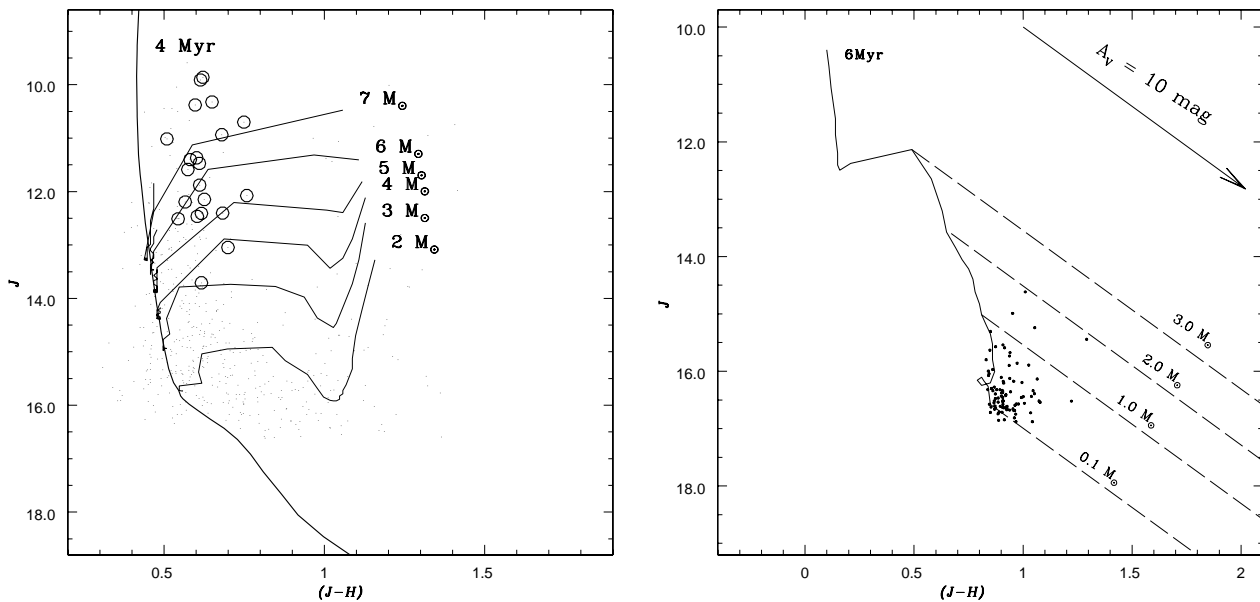 4 Myr
7 M⊙
6 M⊙
5 M⊙
4 M⊙
3 M⊙
2 M⊙
10.0
12.0
14.0
16.0
18.0
J
0.5
1
1.5
(J−H)
6Myr
A_V = 10 mag
3.0 M⊙
2.0 M⊙
1.0 M⊙
0.1 M⊙
10.0
12.0
14.0
16.0
18.0
J
0
0.5
1
1.5
2
(J−H)